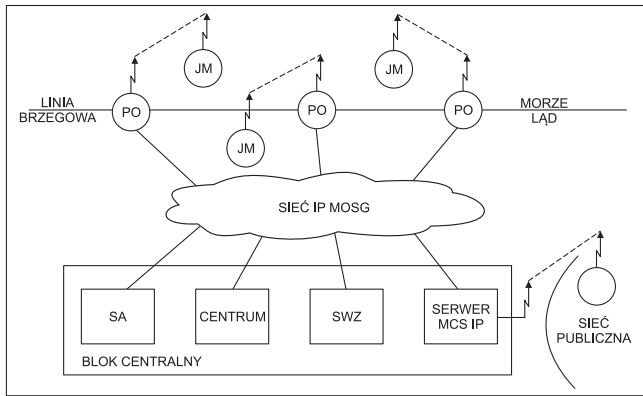 JM
JM
LINIA
BRZEGOWA
PO
PO
PO
MORZE
LĄD
JM
SIEĆ IP MOSG
SA
CENTRUM
SWZ
SERWER
MCS IP
SIEĆ
PUBLICZNA
BLOK CENTRALNY